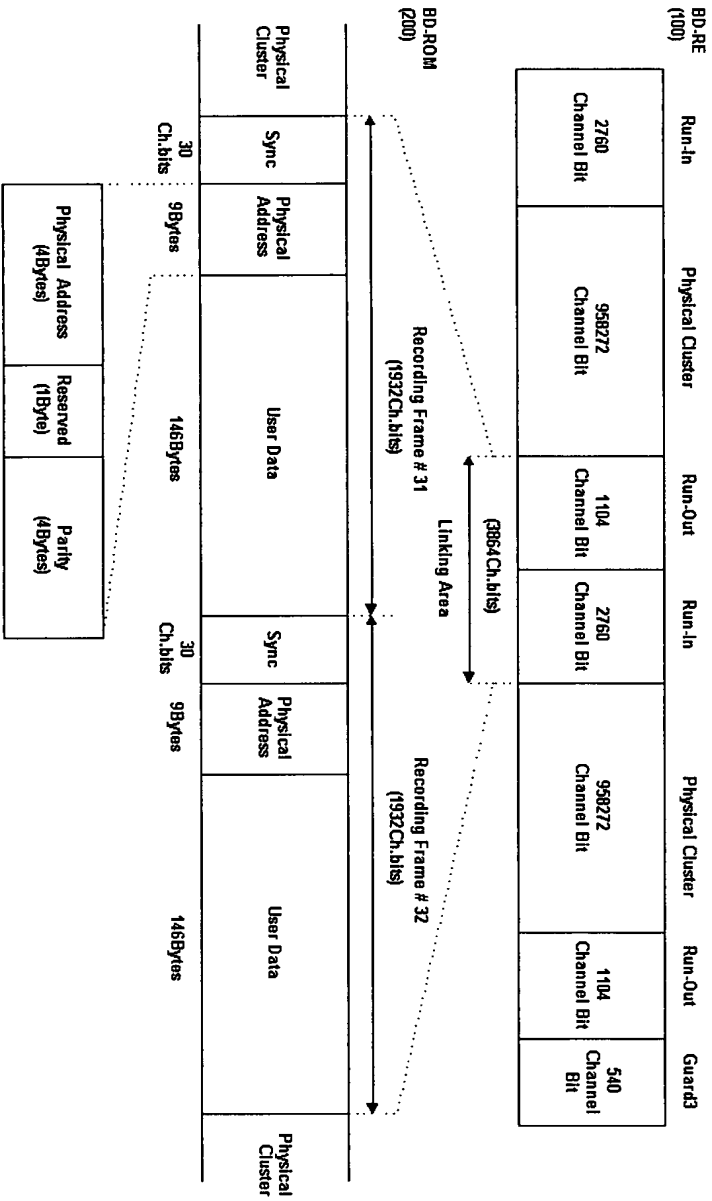 BD-RE
(100)
Run-In
Physical Cluster
Run-Out
Run-In
Physical Cluster
Run-Out
Guard3
2760
Channel Bit
958272
Channel Bit
1104
Channel Bit
2760
Channel Bit
958272
Channel Bit
1104
Channel Bit
540
Channel
Bit
(3864Ch.bits)
Linking Area
BD-ROM
(200)
Recording Frame # 31
(1932Ch.bits)
Recording Frame # 32
(1932Ch.bits)
Physical
Cluster
Sync
Physical
Address
User Data
Sync
Physical
Address
User Data
Physical
Cluster
30
Ch.bits
9Bytes
146Bytes
30
Ch.bits
9Bytes
146Bytes
Physical Address
(4Bytes)
Reserved
(1Byte)
Parity
(4Bytes)